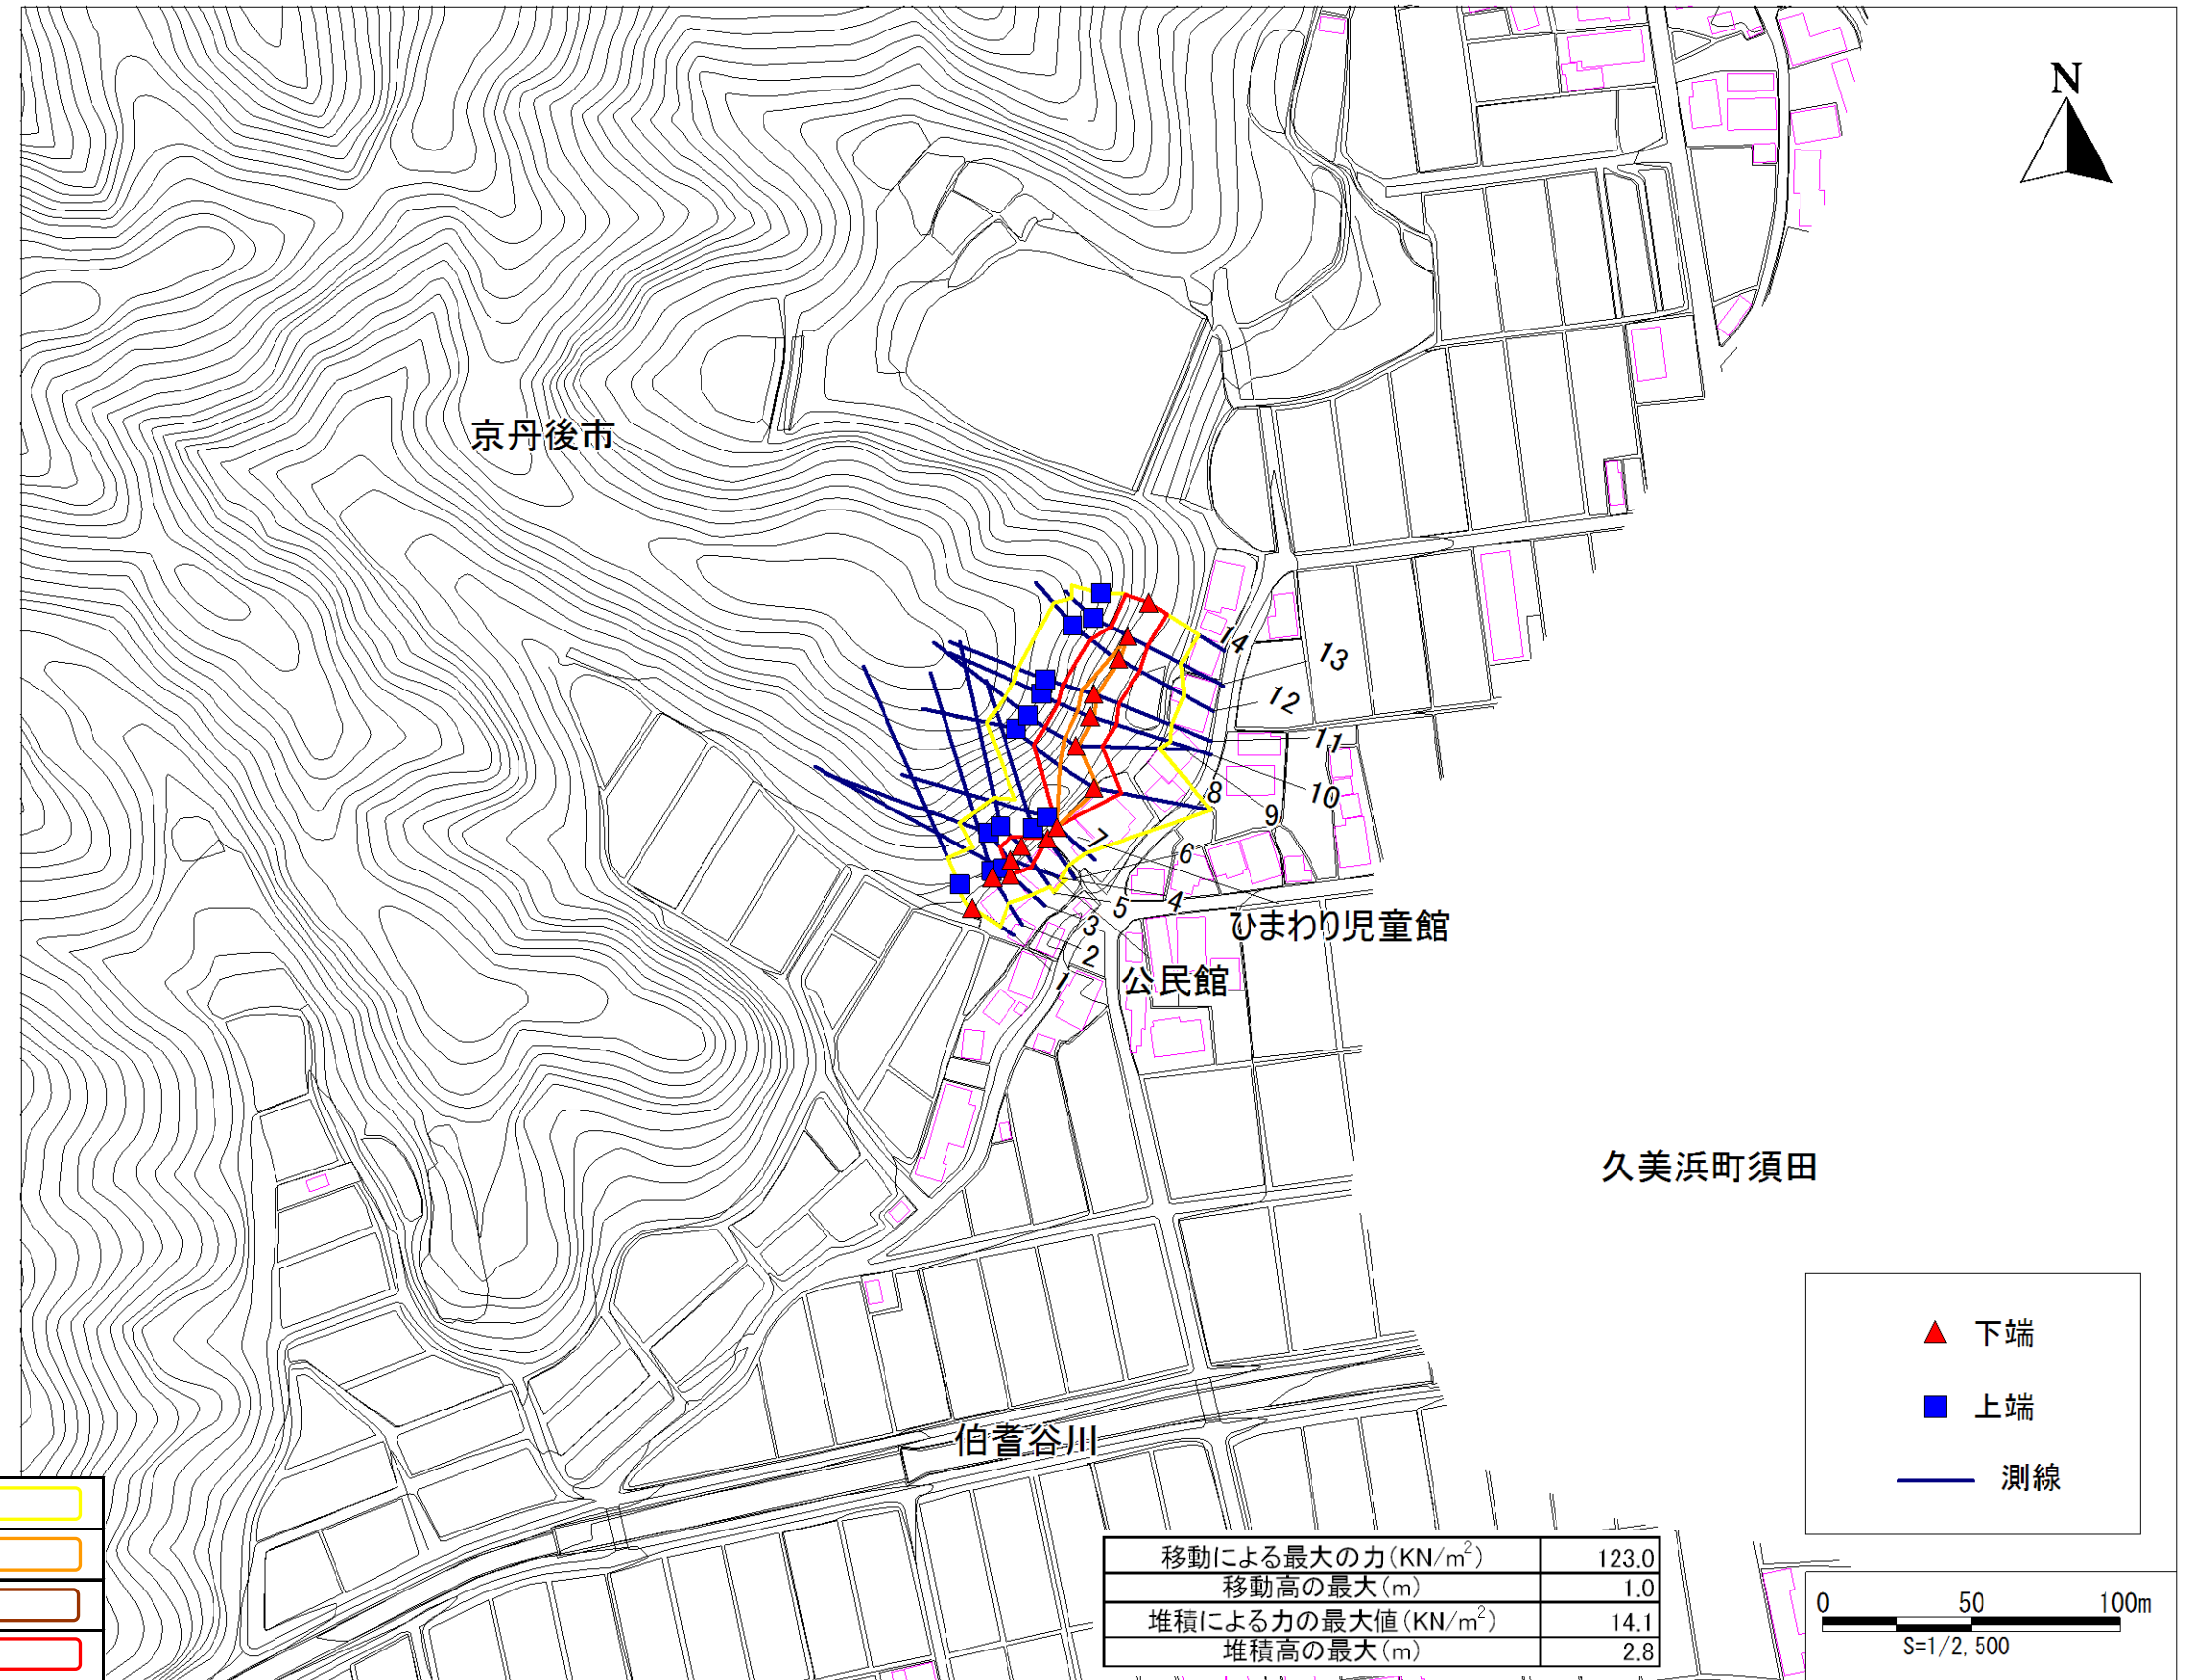 N
京丹後市
14
13
12
11
10
8
9
7
6
4
5
3
2
1
ひまわり児童館
公民館
久美浜町須田
伯耆谷川
下端
上端
測線
移動による最大の力(KN/m²) 123.0
移動高の最大(m) 1.0
堆積による力の最大値(KN/m²) 14.1
堆積高の最大(m) 2.8
0 50 100m
S=1/2,500